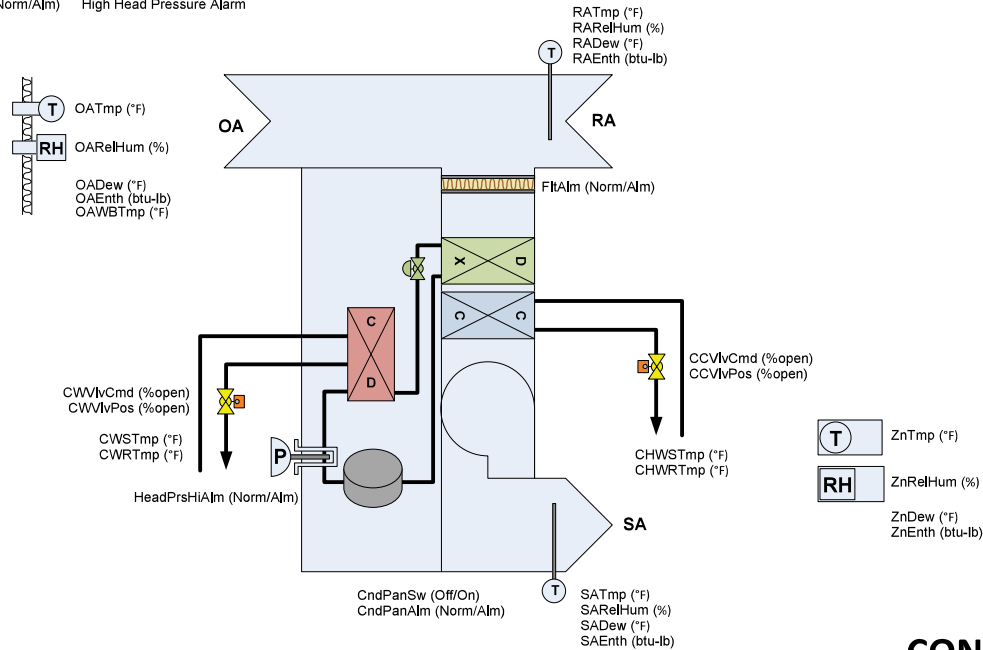 Norm/Alm) High Head Pressure Alarm
RATmp (°F)
RARelHum (%)
RADew (°F)
RAEnth (btu-lb)
T
T
OATmp (°F)
OA
RA
RH
OARelHum (%)
OADew (°F)
OAEnth (btu-lb)
OAWBTmp (°F)
FltAlm (Norm/Alm)
X D
C C
C
D
CCVlvCmd (%open)
CCVlvPos (%open)
CWVlvCmd (%open)
CWVlvPos (%open)
CWSTmp (°F)
CWRTmp (°F)
P
CHWSTmp (°F)
CHWRTmp (°F)
HeadPrsHiAlm (Norm/Alm)
T
ZnTmp (°F)
RH
ZnRelHum (%)
ZnDew (°F)
ZnEnth (btu-lb)
SA
CndPanSw (Off/On)
CndPanAlm (Norm/Alm)
T
SATmp (°F)
SARelHum (%)
SADew (°F)
SAEnth (btu-lb)
CON